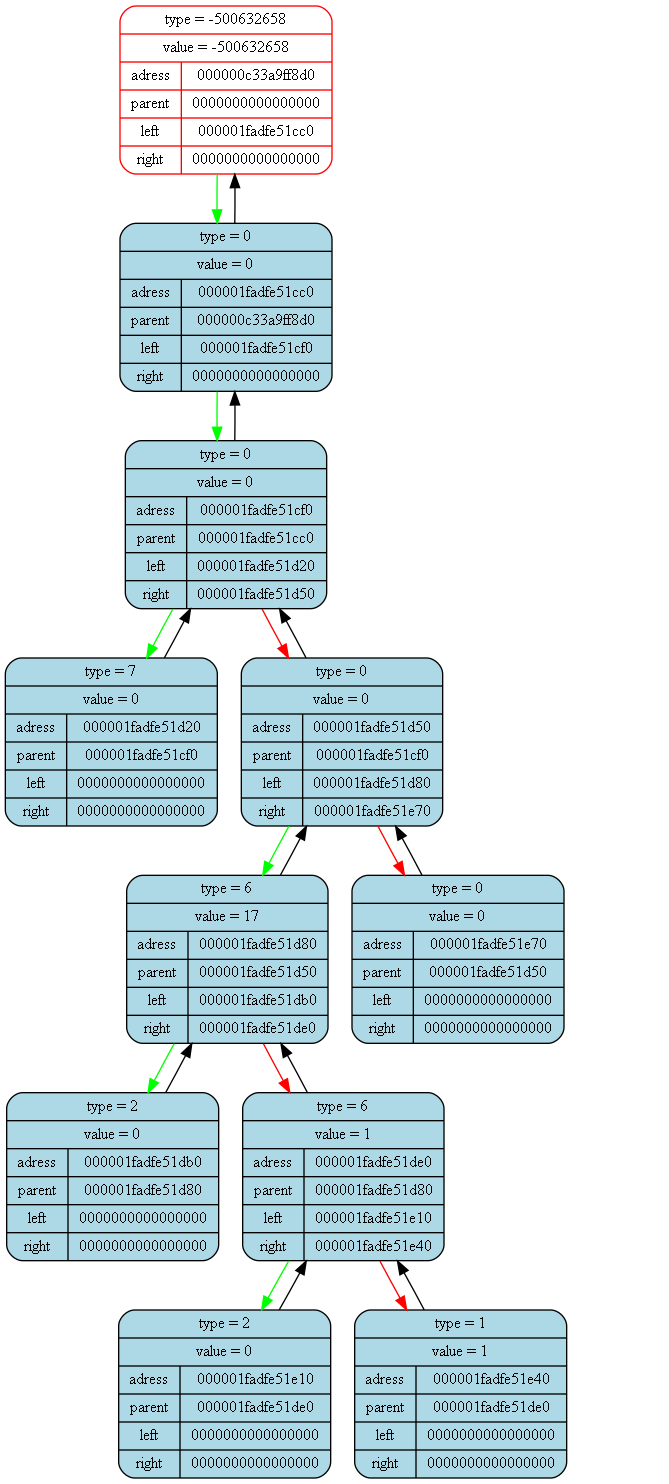 type = -500632658
value = -500632658
adress 000000c33a9ff8d0
parent 0000000000000000
left 000001fadfe51cc0
right 0000000000000000
type = 0
value = 0
adress 000001fadfe51cc0
parent 000000c33a9ff8d0
left 000001fadfe51cf0
right 0000000000000000
type = 0
value = 0
adress 000001fadfe51cf0
parent 000001fadfe51cc0
left 000001fadfe51d20
right 000001fadfe51d50
type = 7
value = 0
adress 000001fadfe51d20
parent 000001fadfe51cf0
left 0000000000000000
right 0000000000000000
type = 0
value = 0
adress 000001fadfe51d50
parent 000001fadfe51cf0
left 000001fadfe51d80
right 000001fadfe51e70
type = 6
value = 17
adress 000001fadfe51d80
parent 000001fadfe51d50
left 000001fadfe51db0
right 000001fadfe51de0
type = 0
value = 0
adress 000001fadfe51e70
parent 000001fadfe51d50
left 0000000000000000
right 0000000000000000
type = 2
value = 0
adress 000001fadfe51db0
parent 000001fadfe51d80
left 0000000000000000
right 0000000000000000
type = 6
value = 1
adress 000001fadfe51de0
parent 000001fadfe51d80
left 000001fadfe51e10
right 000001fadfe51e40
type = 2
value = 0
adress 000001fadfe51e10
parent 000001fadfe51de0
left 0000000000000000
right 0000000000000000
type = 1
value = 1
adress 000001fadfe51e40
parent 000001fadfe51de0
left 0000000000000000
right 0000000000000000